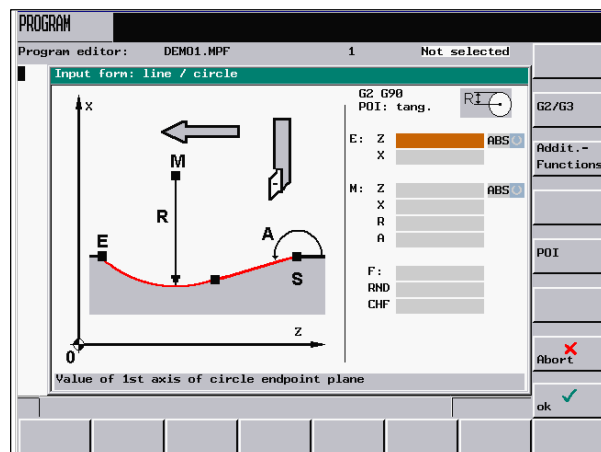 PROGRAM
Program editor: DEMO1.MPF 1 Not selected
Input form: line / circle
G2 G90
POI: tang.
R
G2/G3
X
E: Z ABS
X
Addit.-
Functions
M
M: Z ABS
X
R
R
A
A
E
S
POI
F:
RND
CHF
Z
0
Abort
Value of 1st axis of circle endpoint plane
ok